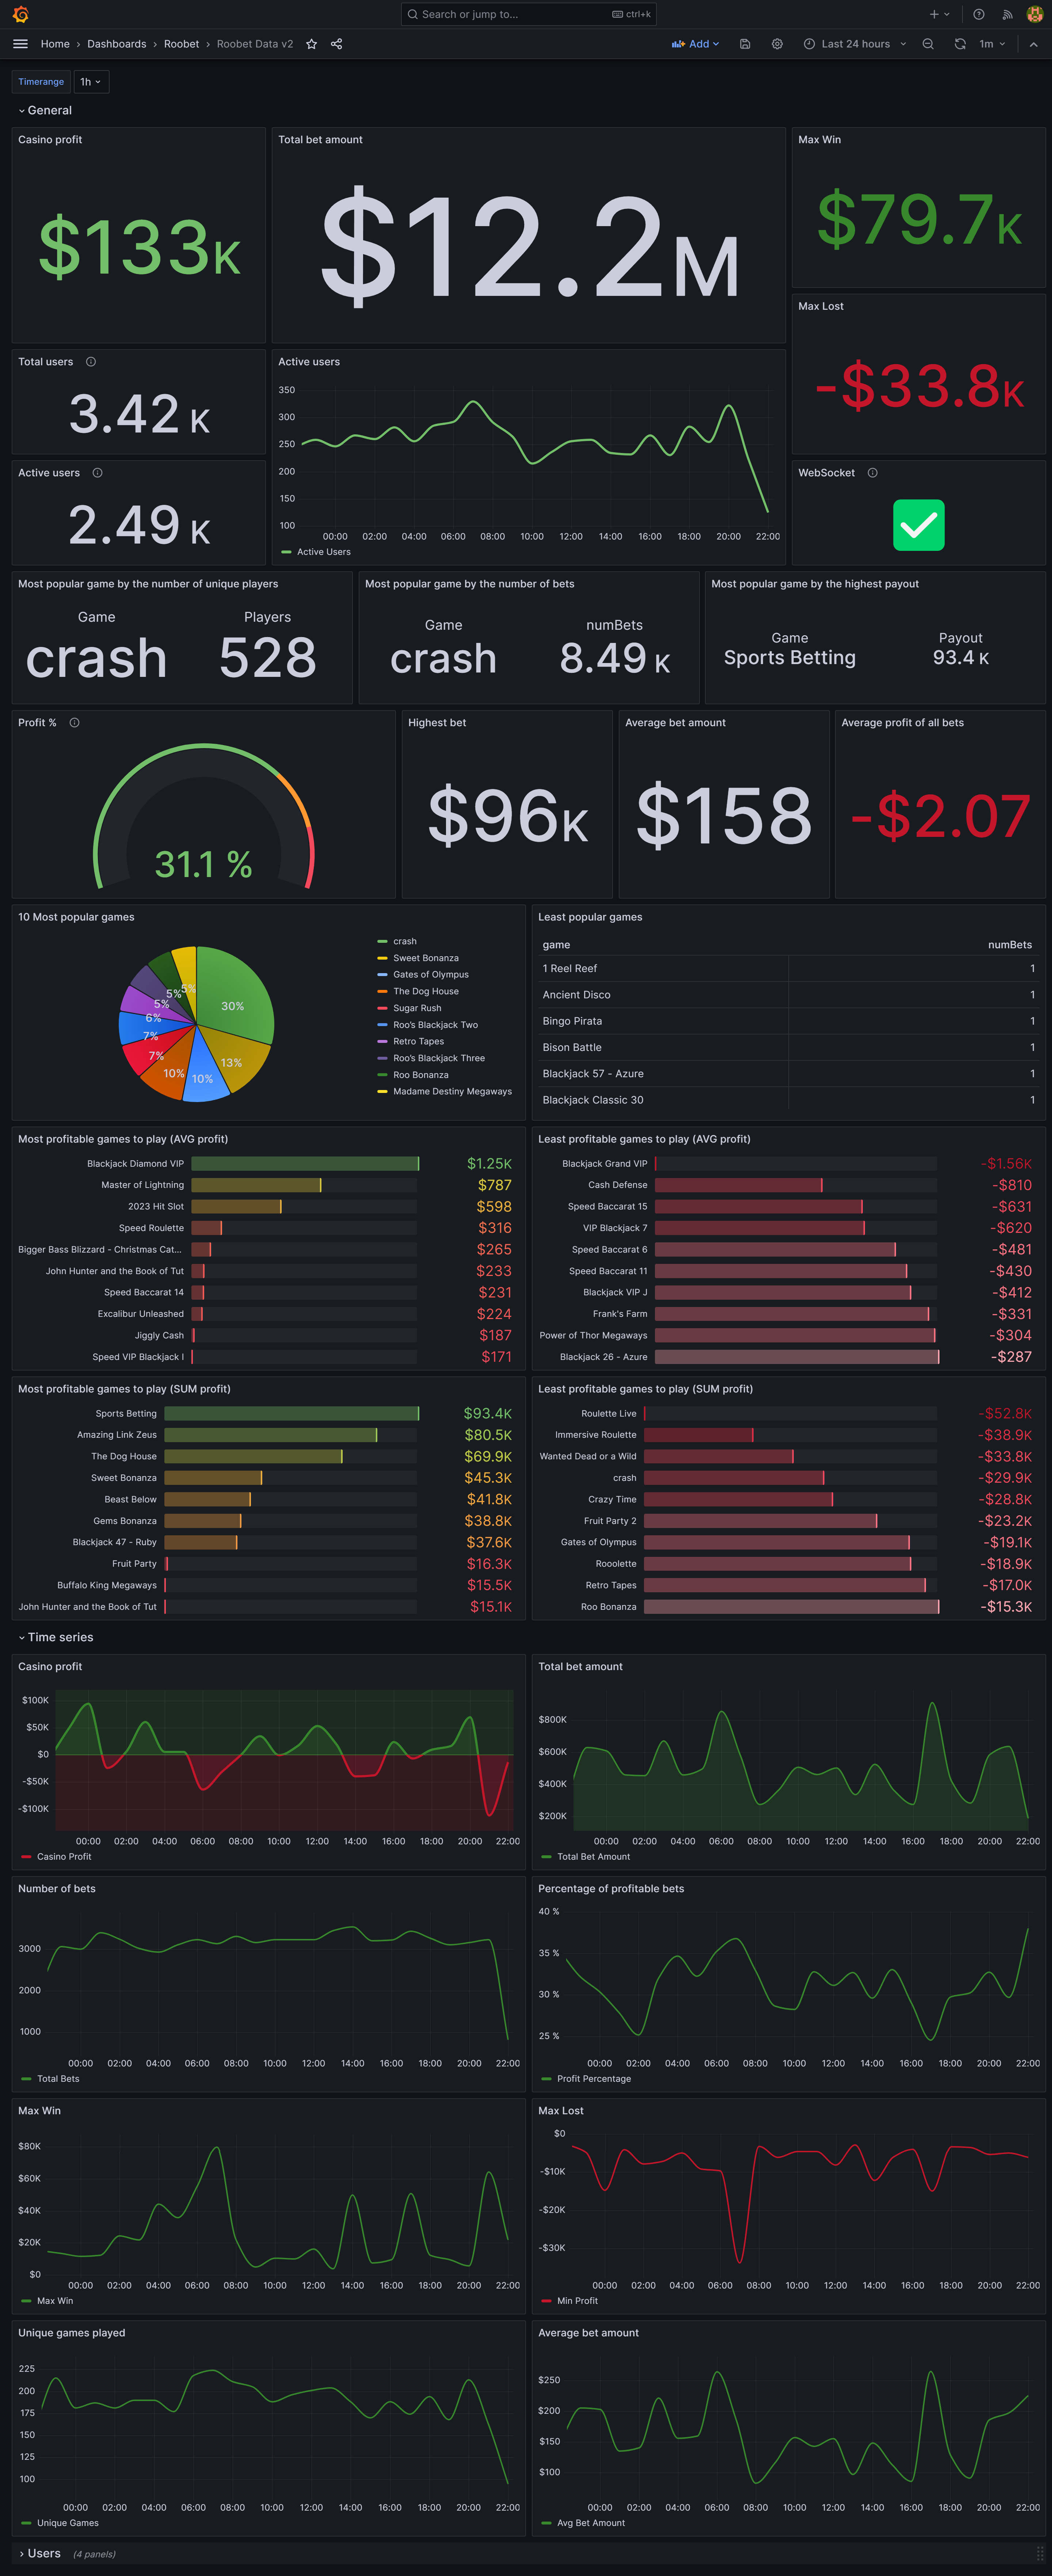 Search or jump to... ctrl+k
Home › Dashboards › Roobet › Roobet Data v2 Add Last 24 hours 1m
Timerange 1h
General
Casino profit
$133K
Total bet amount
$12.2M
Max Win
$79.7K
Max Lost
-$33.8K
Total users
3.42 K
Active users
2.49 K
Active users
350
300
250
200
150
100
00:00 02:00 04:00 06:00 08:00 10:00 12:00 14:00 16:00 18:00 20:00 22:00
Active Users
WebSocket
Most popular game by the number of unique players
Game Players
crash 528
Most popular game by the number of bets
Game numBets
crash 8.49 K
Most popular game by the highest payout
Game Payout
Sports Betting 93.4 K
Profit %
31.1 %
Highest bet
$96K
Average bet amount
$158
Average profit of all bets
-$2.07
10 Most popular games
30%
13%
10%
10%
7%
7%
6%
5%
5%
5%
crash
Sweet Bonanza
Gates of Olympus
The Dog House
Sugar Rush
Roo's Blackjack Two
Retro Tapes
Roo's Blackjack Three
Roo Bonanza
Madame Destiny Megaways
Least popular games
game numBets
1 Reel Reef 1
Ancient Disco 1
Bingo Pirata 1
Bison Battle 1
Blackjack 57 - Azure 1
Blackjack Classic 30 1
Most profitable games to play (AVG profit)
Blackjack Diamond VIP $1.25K
Master of Lightning $787
2023 Hit Slot $598
Speed Roulette $316
Bigger Bass Blizzard - Christmas Cat... $265
John Hunter and the Book of Tut $233
Speed Baccarat 14 $231
Excalibur Unleashed $224
Jiggly Cash $187
Speed VIP Blackjack I $171
Least profitable games to play (AVG profit)
Blackjack Grand VIP -$1.56K
Cash Defense -$810
Speed Baccarat 15 -$631
VIP Blackjack 7 -$620
Speed Baccarat 6 -$481
Speed Baccarat 11 -$430
Blackjack VIP J -$412
Frank's Farm -$331
Power of Thor Megaways -$304
Blackjack 26 - Azure -$287
Most profitable games to play (SUM profit)
Sports Betting $93.4K
Amazing Link Zeus $80.5K
The Dog House $69.9K
Sweet Bonanza $45.3K
Beast Below $41.8K
Gems Bonanza $38.8K
Blackjack 47 - Ruby $37.6K
Fruit Party $16.3K
Buffalo King Megaways $15.5K
John Hunter and the Book of Tut $15.1K
Least profitable games to play (SUM profit)
Roulette Live -$52.8K
Immersive Roulette -$38.9K
Wanted Dead or a Wild -$33.8K
crash -$29.9K
Crazy Time -$28.8K
Fruit Party 2 -$23.2K
Gates of Olympus -$19.1K
Rooolette -$18.9K
Retro Tapes -$17.0K
Roo Bonanza -$15.3K
Time series
Casino profit
$100K
$50K
$0
-$50K
-$100K
00:00 02:00 04:00 06:00 08:00 10:00 12:00 14:00 16:00 18:00 20:00 22:00
Casino Profit
Total bet amount
$800K
$600K
$400K
$200K
00:00 02:00 04:00 06:00 08:00 10:00 12:00 14:00 16:00 18:00 20:00 22:00
Total Bet Amount
Number of bets
3000
2000
1000
00:00 02:00 04:00 06:00 08:00 10:00 12:00 14:00 16:00 18:00 20:00 22:00
Total Bets
Percentage of profitable bets
40 %
35 %
30 %
25 %
00:00 02:00 04:00 06:00 08:00 10:00 12:00 14:00 16:00 18:00 20:00 22:00
Profit Percentage
Max Win
$80K
$60K
$40K
$20K
$0
00:00 02:00 04:00 06:00 08:00 10:00 12:00 14:00 16:00 18:00 20:00 22:00
Max Win
Max Lost
$0
-$10K
-$20K
-$30K
00:00 02:00 04:00 06:00 08:00 10:00 12:00 14:00 16:00 18:00 20:00 22:00
Min Profit
Unique games played
225
200
175
150
125
100
00:00 02:00 04:00 06:00 08:00 10:00 12:00 14:00 16:00 18:00 20:00 22:00
Unique Games
Average bet amount
$250
$200
$150
$100
00:00 02:00 04:00 06:00 08:00 10:00 12:00 14:00 16:00 18:00 20:00 22:00
Avg Bet Amount
Users (4 panels)